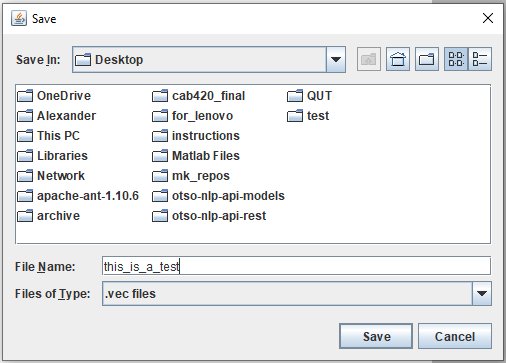 Save
Save In: Desktop
OneDrive cab420_final QUT
Alexander for_lenovo test
This PC instructions
Libraries Matlab Files
Network mk_repos
apache-ant-1.10.6 otso-nlp-api-models
archive otso-nlp-api-rest
File Name: this_is_a_test
Files of Type: .vec files
Save Cancel